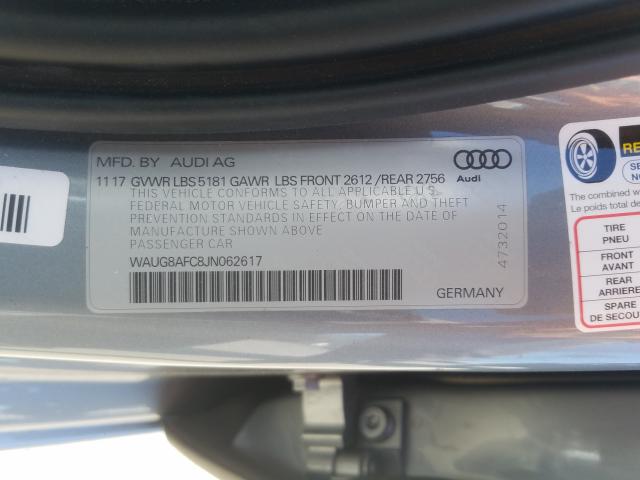 MFD. BY AUDI AG
11 17 GVWR LBS 5181 GAWR LBS FRONT 2612 /REAR 2756
THIS VEHICLE CONFORMS TO ALL APPLICABLE U.S.
FEDERAL MOTOR VEHICLE SAFETY, BUMPER AND THEFT
PREVENTION STANDARDS IN EFFECT ON THE DATE OF
MANUFACTURE SHOWN ABOVE
PASSENGER CAR
WAUG8AFC8JN062617
GERMANY
Audi
4732014
The combined w
Le poids total de
TIRE
PNEU
FRONT
AVANT
REAR
ARRIERE
SPARE
DE SECOU